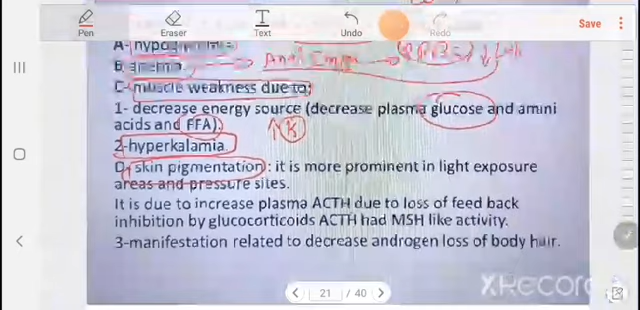 Pen
Eraser
Text
Undo
Redo
Save
A-
B anemia
C- muscle weakness due to:
1- decrease energy source (decrease plasma glucose and amini
acids and FFA).
↑ K
2-hyperkalamia.
D- skin pigmentation: it is more prominent in light exposure
areas and pressure sites.
It is due to increase plasma ACTH due to loss of feed back
inhibition by glucocorticoids ACTH had MSH like activity.
3-manifestation related to decrease androgen loss of body hair.
21 / 40
XRecorder